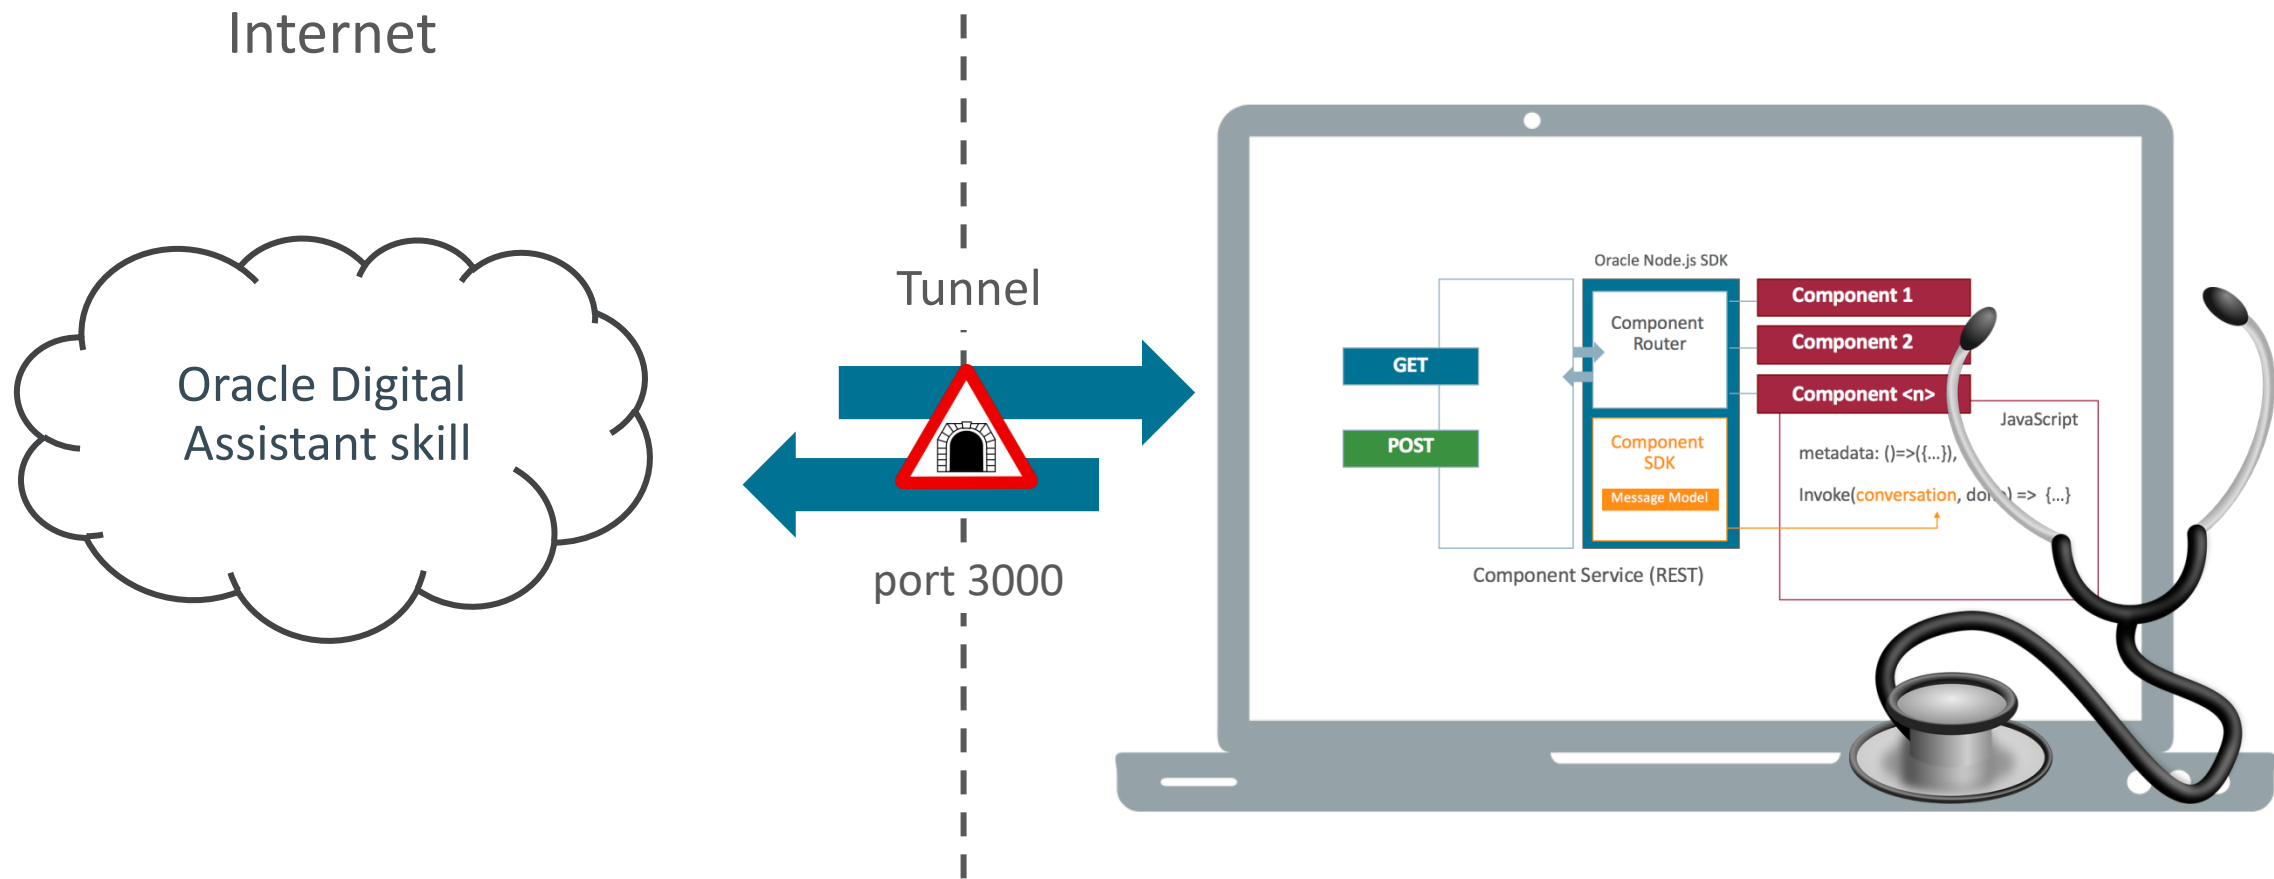 Internet
Oracle Digital
Assistant skill
Tunnel
port 3000
Oracle Node.js SDK
Component
Router
GET
POST
Component
SDK
Message Model
Component Service (REST)
Component 1
Component 2
Component <n>
JavaScript
metadata: ()=>({...}),
Invoke(conversation, done) => {...}